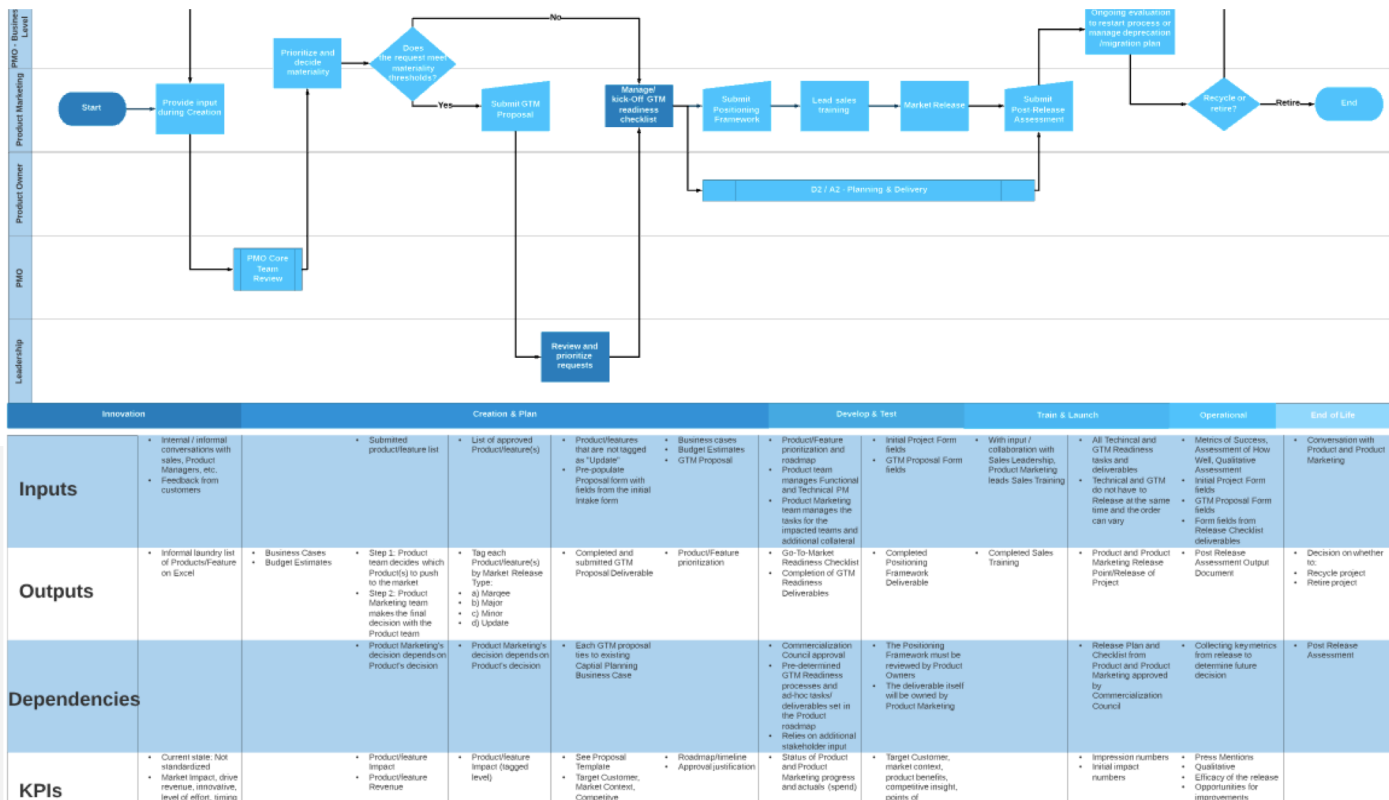 PMO - Busines
Level
Product Marketing
Product Owner
PMO
Leadership
Start
Provide input
during Creation
PMO Core
Team
Review
Prioritize and
decide
materiality
Does
the request meet
materiality
thresholds?
No
Yes
Submit GTM
Proposal
Review and
prioritize
requests
Manage/
kick-Off GTM
readiness
checklist
Submit
Positioning
Framework
Lead sales
training
Market Release
Submit
Post-Release
Assessment
D2 / A2 - Planning & Delivery
Ongoing evaluation
to restart process or
manage deprecation
/migration plan
Recycle or
retire?
Retire
End
Innovation
Creation & Plan
Develop & Test
Train & Launch
Operational
End of Life
Inputs
• Internal / informal
conversations with
sales, Product
Managers, etc.
• Feedback from
customers
• Submitted
product/feature list
• List of approved
Product/feature(s)
• Product/features
that are not tagged
as "Update"
• Pre-populate
Proposal form with
fields from the initial
Intake form
• Business cases
• Budget Estimates
• GTM Proposal
• Product/Feature
prioritization and
roadmap
• Product team
manages Functional
and Technical PM
• Product Marketing
team manages the
tasks for the
impacted teams and
additional collateral
• Initial Project Form
fields
• GTM Proposal Form
fields
• With input /
collaboration with
Sales Leadership,
Product Marketing
leads Sales Training
• All Technical and
GTM Readiness
tasks and
deliverables
• Technical and GTM
do not have to
Release at the same
time and the order
can vary
• Metrics of Success,
Assessment of How
Well, Qualitative
Assessment
• Initial Project Form
fields
• GTM Proposal Form
fields
• Form fields from
Release Checklist
deliverables
• Conversation with
Product and Product
Marketing
Outputs
• Informal laundry list
of Products/Feature
on Excel
• Business Cases
• Budget Estimates
• Step 1: Product
team decides which
Product(s) to push
to the market
• Step 2: Product
Marketing team
makes the final
decision with the
Product team
• Tag each
Product/feature(s)
by Market Release
Type:
• a) Marqee
• b) Major
• c) Minor
• d) Update
• Completed and
submitted GTM
Proposal Deliverable
• Product/Feature
prioritization
• Go-To-Market
Readiness Checklist
• Completion of GTM
Readiness
Deliverables
• Completed
Positioning
Framework
Deliverable
• Completed Sales
Training
• Product and Product
Marketing Release
Point/Release of
Project
• Post Release
Assessment Output
Document
• Decision on whether
to:
• Recycle project
• Retire project
Dependencies
• Product Marketing's
decision depends on
Product's decision
• Product Marketing's
decision depends on
Product's decision
• Each GTM proposal
ties to existing
Captial Planning
Business Case
• Commercialization
Council approval
• Pre-determined
GTM Readiness
processes and
ad-hoc tasks/
deliverables set in
the Product
roadmap
• Relies on additional
stakeholder input
• The Positioning
Framework must be
reviewed by Product
Owners
• The deliverable itself
will be owned by
Product Marketing
• Release Plan and
Checklist from
Product and Product
Marketing approved
by
Commercialization
Council
• Collecting key metrics
from release to
determine future
decision
• Post Release
Assessment
KPIs
• Current state: Not
standardized
• Market Impact, drive
revenue, innovative,
level of effort, timing
• Product/feature
Impact
• Product/feature
Revenue
• Product/feature
Impact (tagged
level)
• See Proposal
Template
• Target Customer,
Market Context,
Competitive
• Roadmap/timeline
• Approval justification
• Status of Product
and Product
Marketing progress
and actuals (spend)
• Target Customer,
market context,
product benefits,
competitive insight,
points of
• Impression numbers
• Initial impact
numbers
• Press Mentions
• Qualitative
• Efficacy of the release
• Opportunities for
improvements